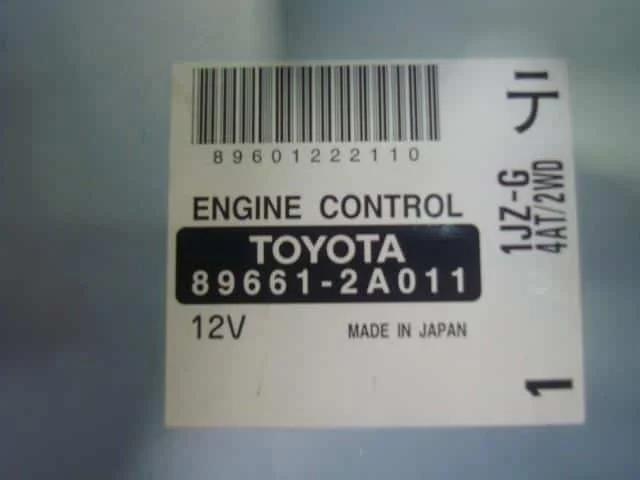 89601222110
ENGINE CONTROL
TOYOTA
89661-2A011
12V
MADE IN JAPAN
テ
1JZ-G
4AT/2WD
1